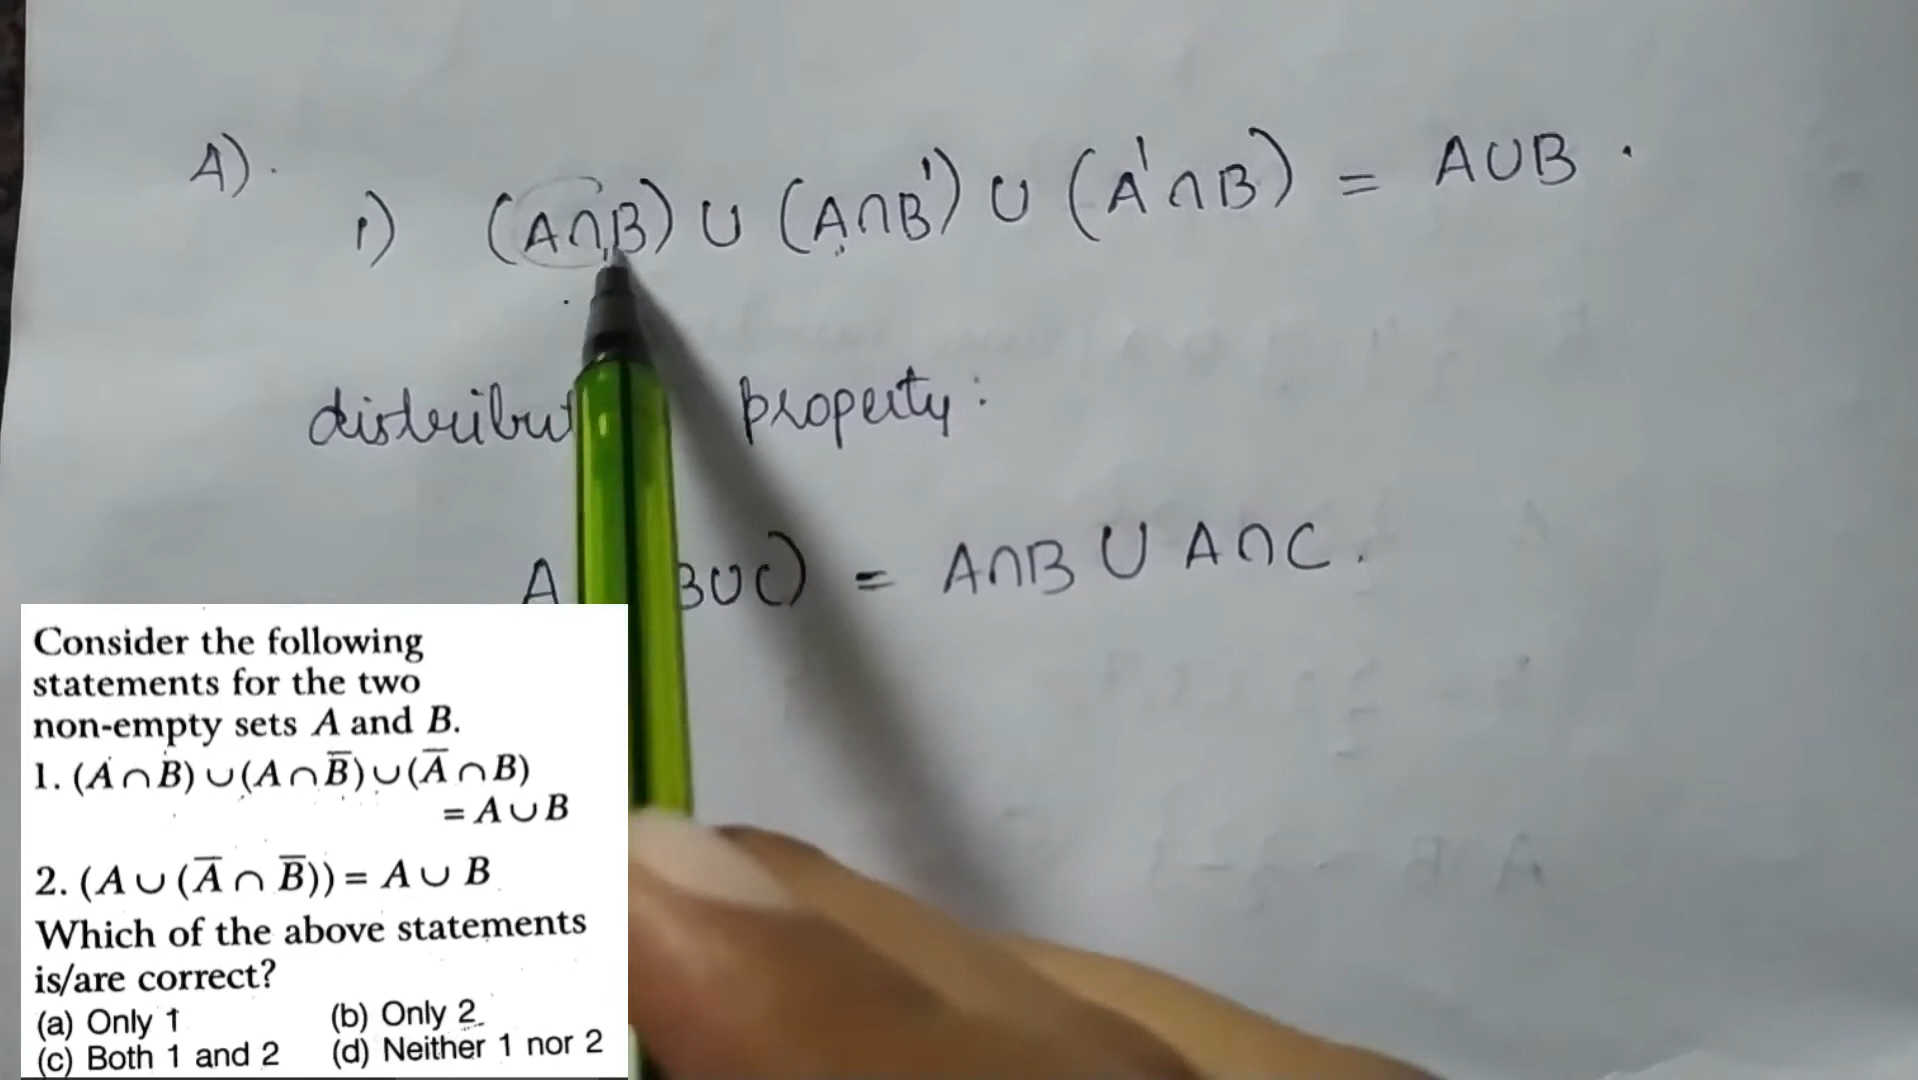 A).
1) (A∩B) ∪ (A∩B') ∪ (A'∩B) = A∪B.
property:
A BUC) = A∩B ∪ A∩C.
Consider the following
statements for the two
non-empty sets A and B.
1. (A∩B)∪(A∩B̅)∪(A̅∩B)
= A∪B
2. (A∪(A̅∩B̅)) = A∪B
Which of the above statements
is/are correct?
(a) Only 1 (b) Only 2
(c) Both 1 and 2 (d) Neither 1 nor 2